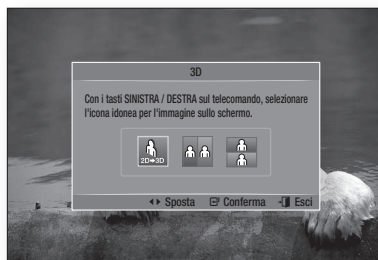 3D
Con i tasti SINISTRA / DESTRA sul telecomando, selezionare
l'icona idonea per l'immagine sullo schermo.
2D➔3D
Sposta Conferma Esci